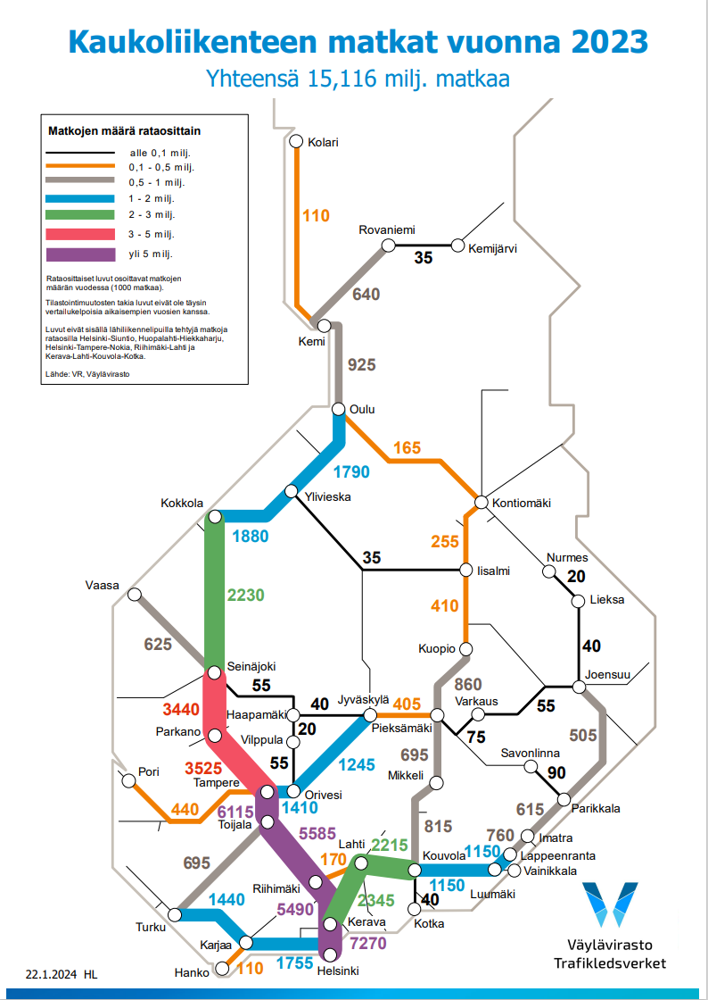 Kaukoliikenteen matkat vuonna 2023
Yhteensä 15,116 milj. matkaa
Matkojen määrä rataosittain
alle 0,1 milj.
0,1 - 0,5 milj.
0,5 - 1 milj.
1 - 2 milj.
2 - 3 milj.
3 - 5 milj.
yli 5 milj.
Rataosittaiset luvut osoittavat matkojen
määrän vuodessa (1000 matkaa).
Tilastointimuutosten takia luvut eivät ole täysin
vertailukelpoisia aikaisempien vuosien kanssa.
Luvut eivät sisällä lähiliikennelipuilla tehtyjä matkoja
rataosilla Helsinki-Siuntio, Huopalahti-Hiekkaharju,
Helsinki-Tampere-Nokia, Riihimäki-Lahti ja
Kerava-Lahti-Kouvola-Kotka.
Lähde: VR, Väylävirasto
Kolari
110
Rovaniemi
Kemijärvi
35
640
Kemi
925
Oulu
165
1790
Ylivieska
Kokkola
1880
Kontiomäki
255
35
Iisalmi
Nurmes
20
Lieksa
Vaasa
2230
410
625
Kuopio
40
Seinäjoki
55
Joensuu
860
3440
Haapamäki
40
Jyväskylä
405
Varkaus
55
Parkano
20
Pieksämäki
Vilppula
75
505
3525
55
1245
695
Savonlinna
90
Pori
Tampere
Mikkeli
440
Orivesi
6115
1410
Parikkala
615
Toijala
5585
815
Imatra
760
Lahti
2215
1150
Lappeenranta
695
170
Kouvola
Vainikkala
Riihimäki
1150
Luumäki
1440
5490
2345
40
Turku
Kerava
Kotka
Karjaa
7270
Hanko
110
1755
Helsinki
Väylävirasto
Trafikledsverket
22.1.2024 HL